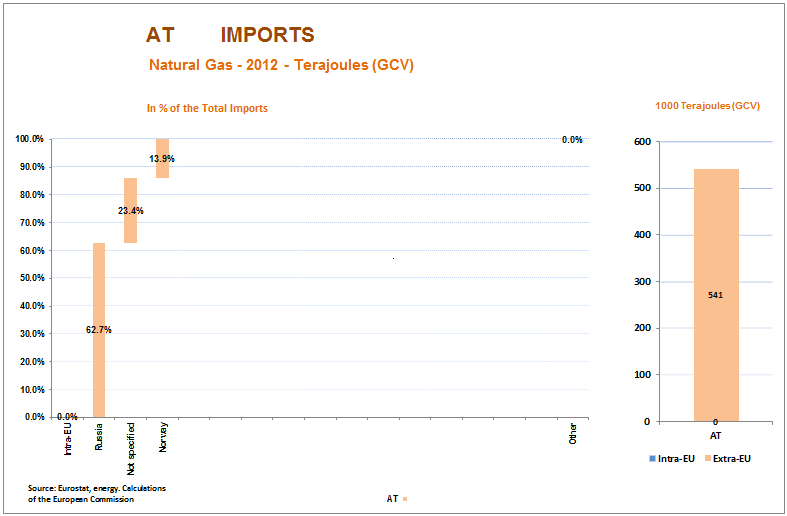 AT IMPORTS
Natural Gas - 2012 - Terajoules (GCV)
In % of the Total Imports
1000 Terajoules (GCV)
100.0%
90.0%
80.0%
70.0%
60.0%
50.0%
40.0%
30.0%
20.0%
10.0%
0.0%
0.0%
62.7%
23.4%
13.9%
0.0%
Intra-EU
Russia
Not specified
Norway
Other
600
500
400
300
200
100
0
541
0
AT
Intra-EU Extra-EU
Source: Eurostat, energy. Calculations
of the European Commission
AT